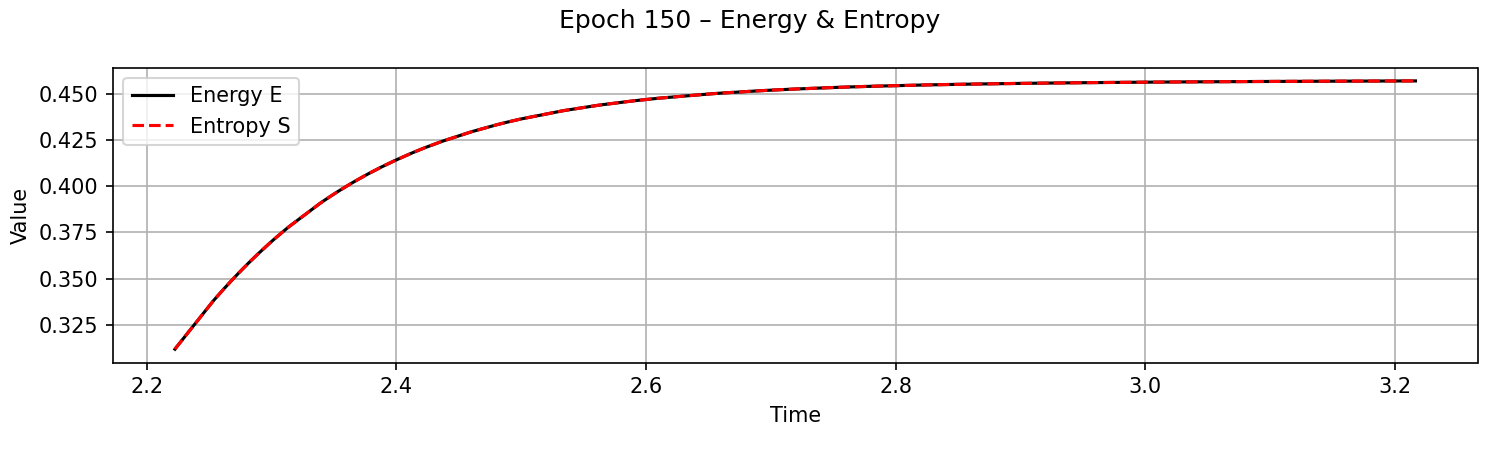 Epoch 150 – Energy & Entropy
Energy E
Entropy S
Value
0.450
0.425
0.400
0.375
0.350
0.325
2.2 2.4 2.6 2.8 3.0 3.2
Time